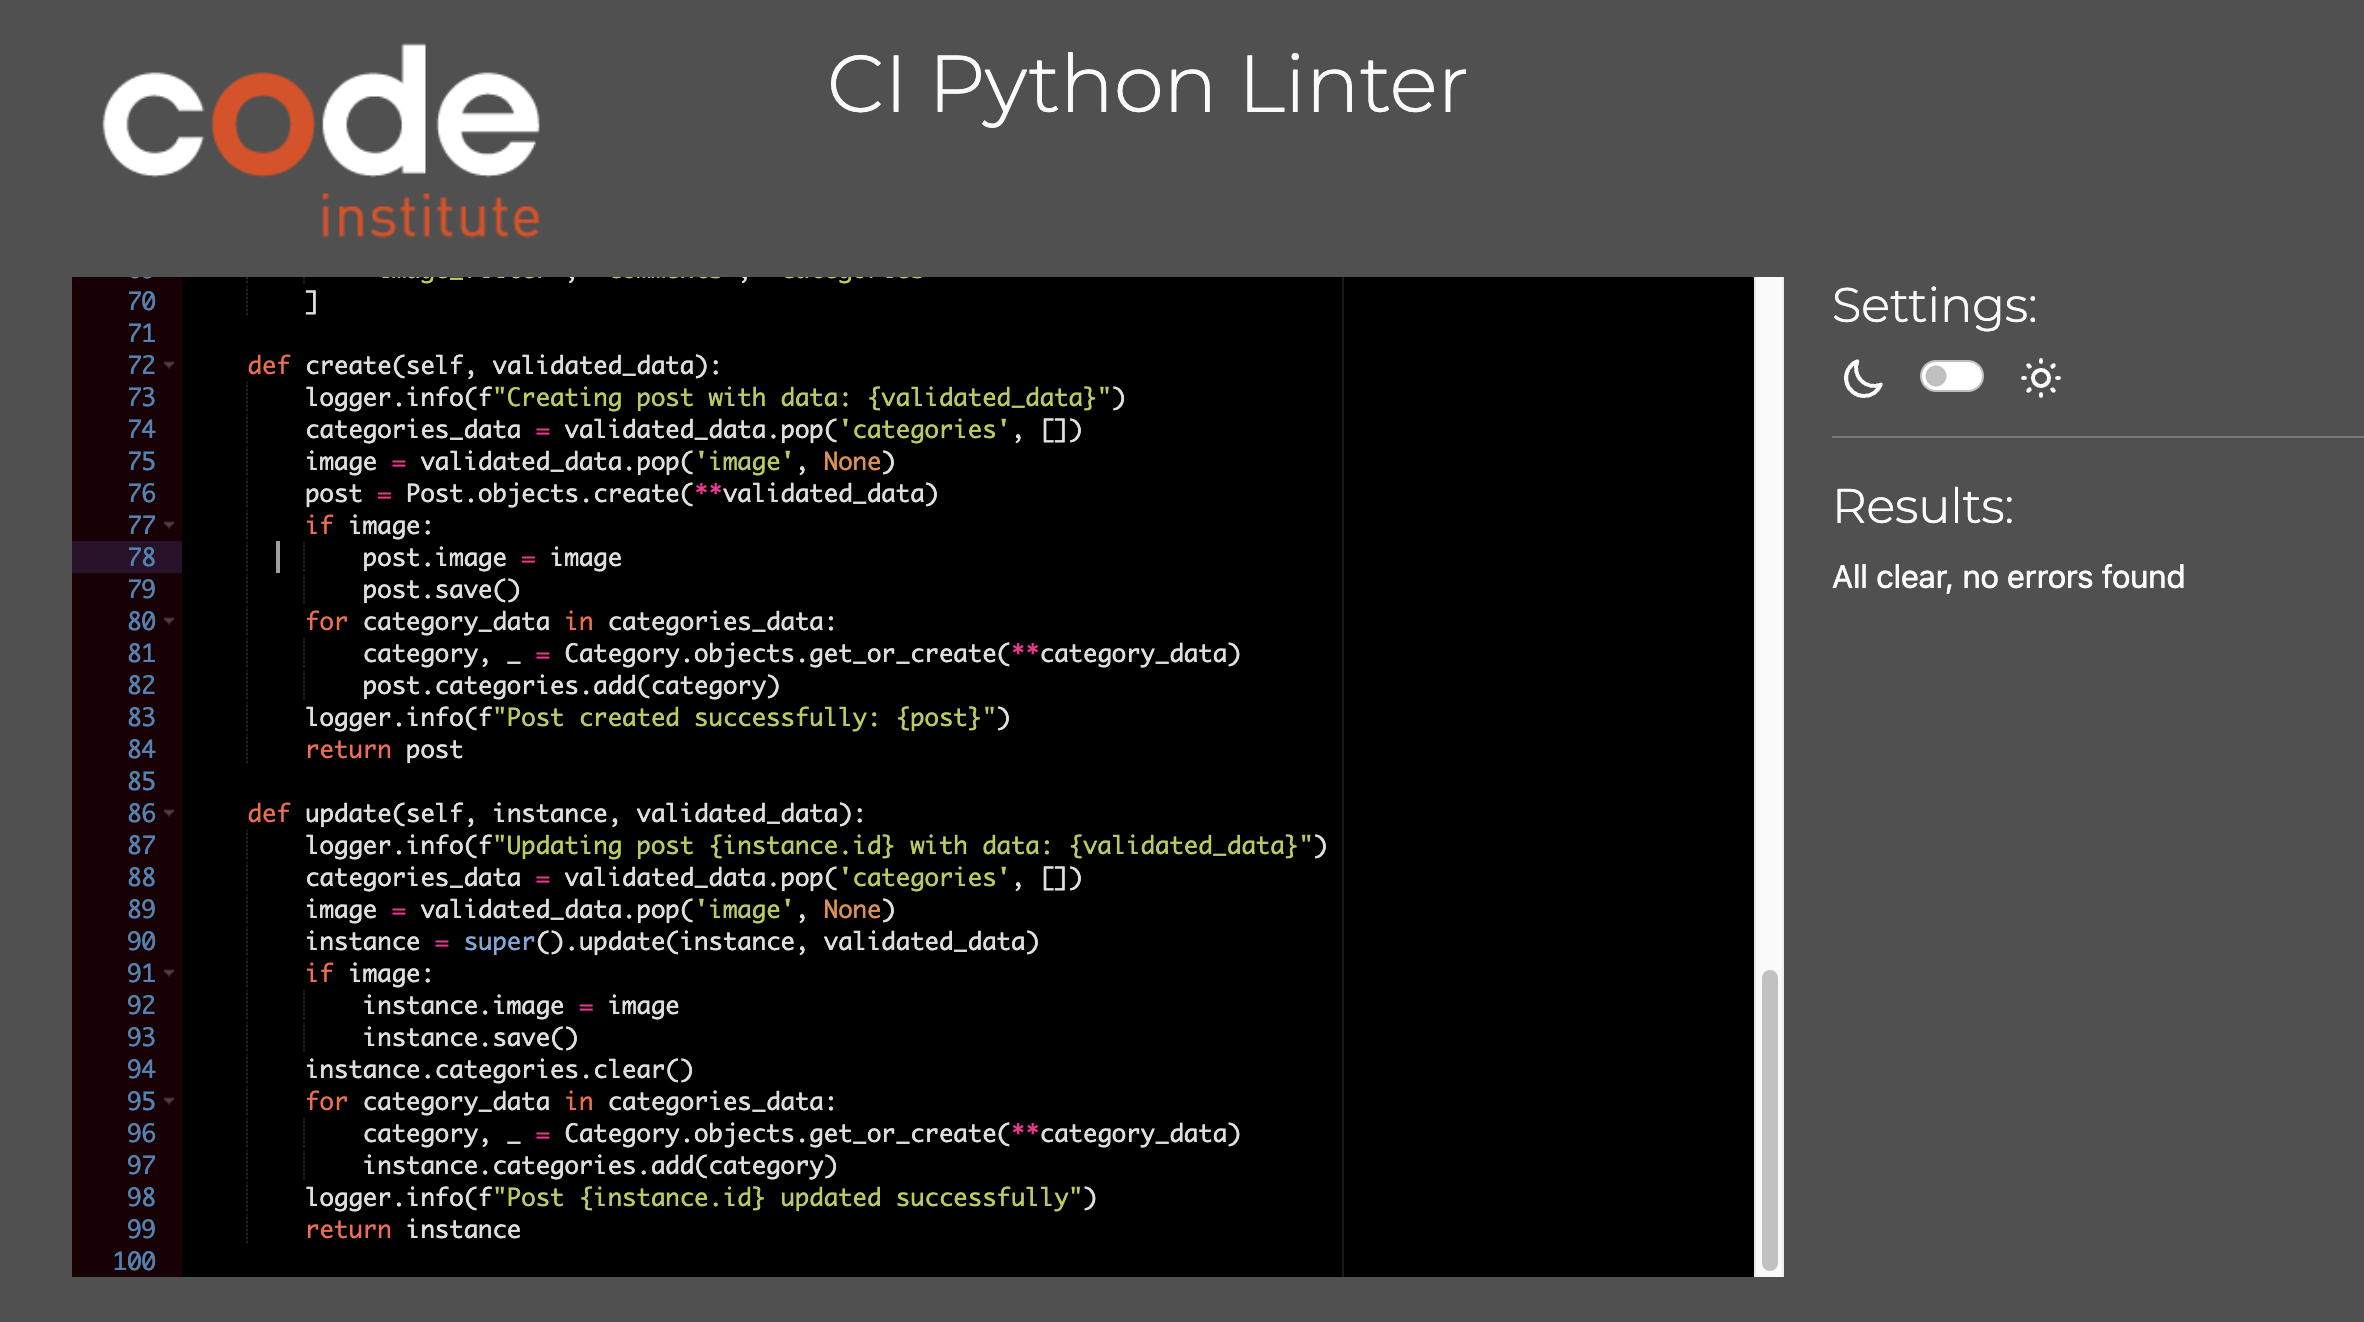 code
institute
CI Python Linter
70 ]
71
72 def create(self, validated_data):
73 logger.info(f"Creating post with data: {validated_data}")
74 categories_data = validated_data.pop('categories', [])
75 image = validated_data.pop('image', None)
76 post = Post.objects.create(**validated_data)
77 if image:
78 post.image = image
79 post.save()
80 for category_data in categories_data:
81 category, _ = Category.objects.get_or_create(**category_data)
82 post.categories.add(category)
83 logger.info(f"Post created successfully: {post}")
84 return post
85
86 def update(self, instance, validated_data):
87 logger.info(f"Updating post {instance.id} with data: {validated_data}")
88 categories_data = validated_data.pop('categories', [])
89 image = validated_data.pop('image', None)
90 instance = super().update(instance, validated_data)
91 if image:
92 instance.image = image
93 instance.save()
94 instance.categories.clear()
95 for category_data in categories_data:
96 category, _ = Category.objects.get_or_create(**category_data)
97 instance.categories.add(category)
98 logger.info(f"Post {instance.id} updated successfully")
99 return instance
100
Settings:
Results:
All clear, no errors found